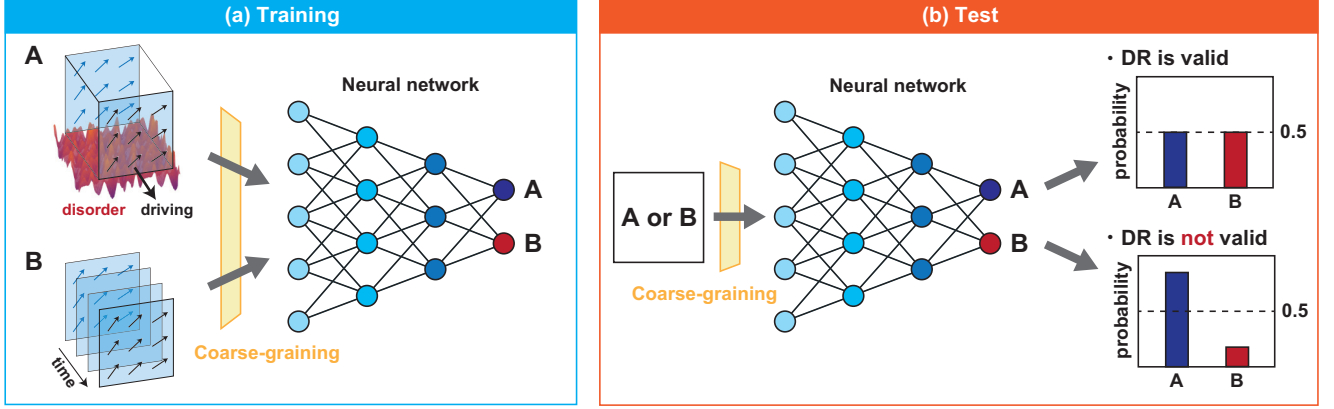 (a) Training
A
disorder
driving
B
time
Coarse-graining
Neural network
A
B
(b) Test
A or B
Coarse-graining
Neural network
A
B
・DR is valid
probability
0.5
A
B
・DR is not valid
probability
0.5
A
B